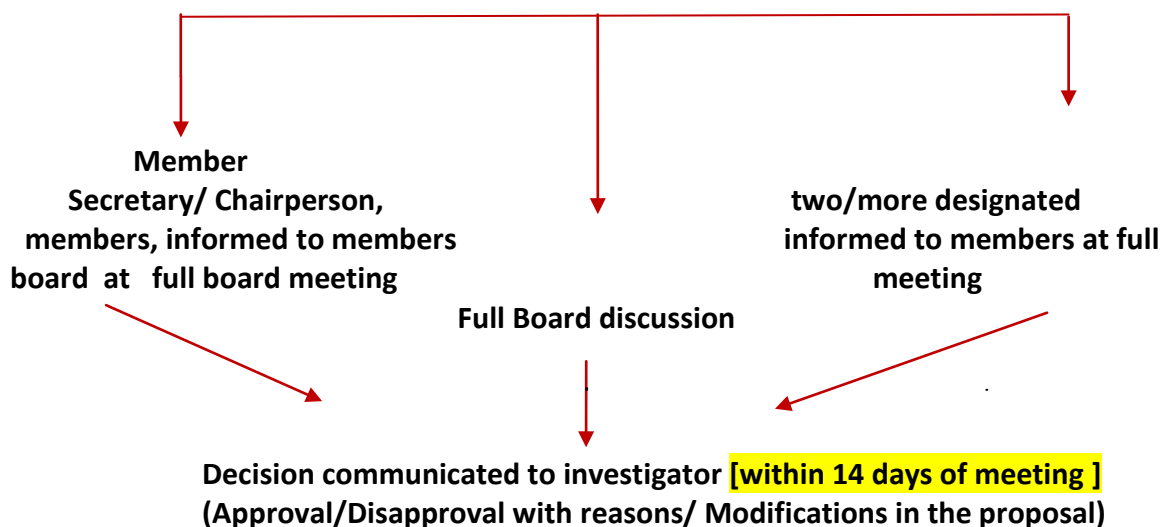 Member
Secretary/ Chairperson,
members, informed to members
board at full board meeting
Full Board discussion
two/more designated
informed to members at full
meeting
Decision communicated to investigator [within 14 days of meeting ]
(Approval/Disapproval with reasons/ Modifications in the proposal)